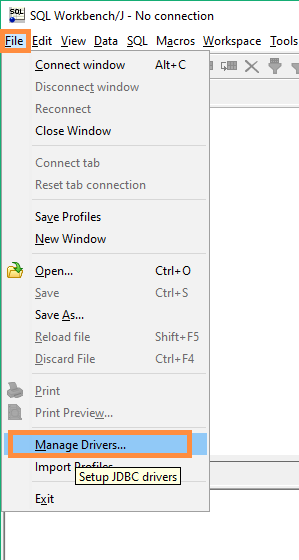 SQL Workbench/J - No connection
File Edit View Data SQL Macros Workspace Tools
Connect window Alt+C
Disconnect window
Reconnect
Close Window
Connect tab
Reset tab connection
Save Profiles
New Window
Open... Ctrl+O
Save Ctrl+S
Save As...
Reload file Shift+F5
Discard File Ctrl+F4
Print
Print Preview...
Manage Drivers...
Import Profiles
Setup JDBC drivers
Exit